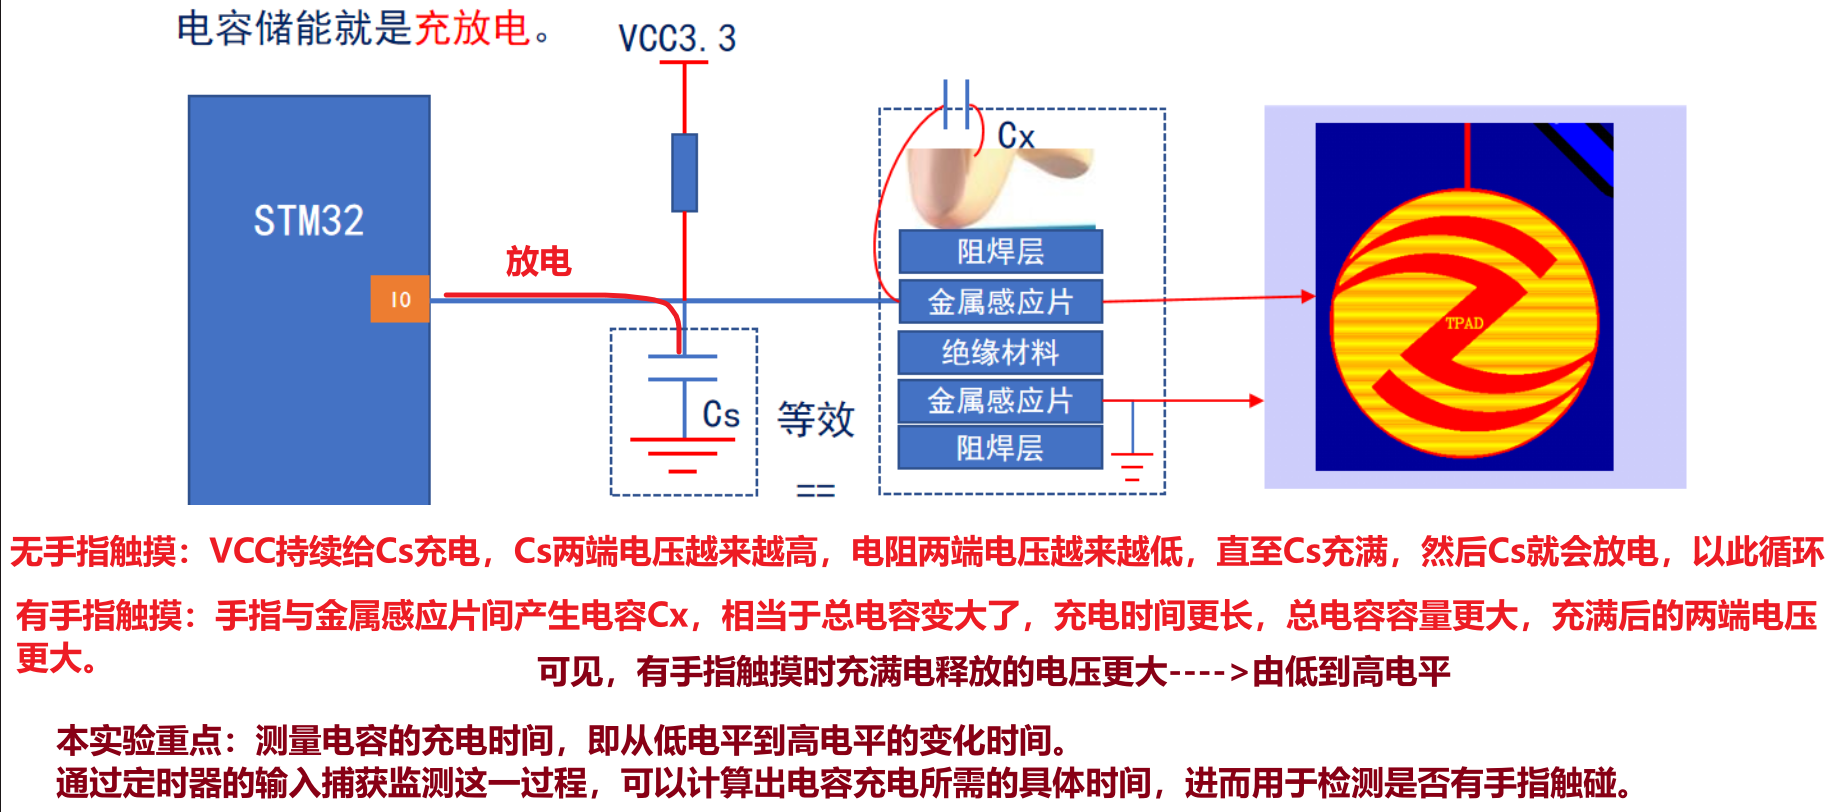 电容储能就是充放电。
VCC3.3
Cx
STM32
放电
IO
阻焊层
金属感应片
绝缘材料
金属感应片
阻焊层
TPAD
Cs
等效
==
无手指触摸：VCC持续给Cs充电，Cs两端电压越来越高，电阻两端电压越来越低，直至Cs充满，然后Cs就会放电，以此循环
有手指触摸：手指与金属感应片间产生电容Cx，相当于总电容变大了，充电时间更长，总电容容量更大，充满后的两端电压
更大。
可见，有手指触摸时充满电释放的电压更大---->由低到高电平
本实验重点：测量电容的充电时间，即从低电平到高电平的变化时间。
通过定时器的输入捕获监测这一过程，可以计算出电容充电所需的具体时间，进而用于检测是否有手指触碰。